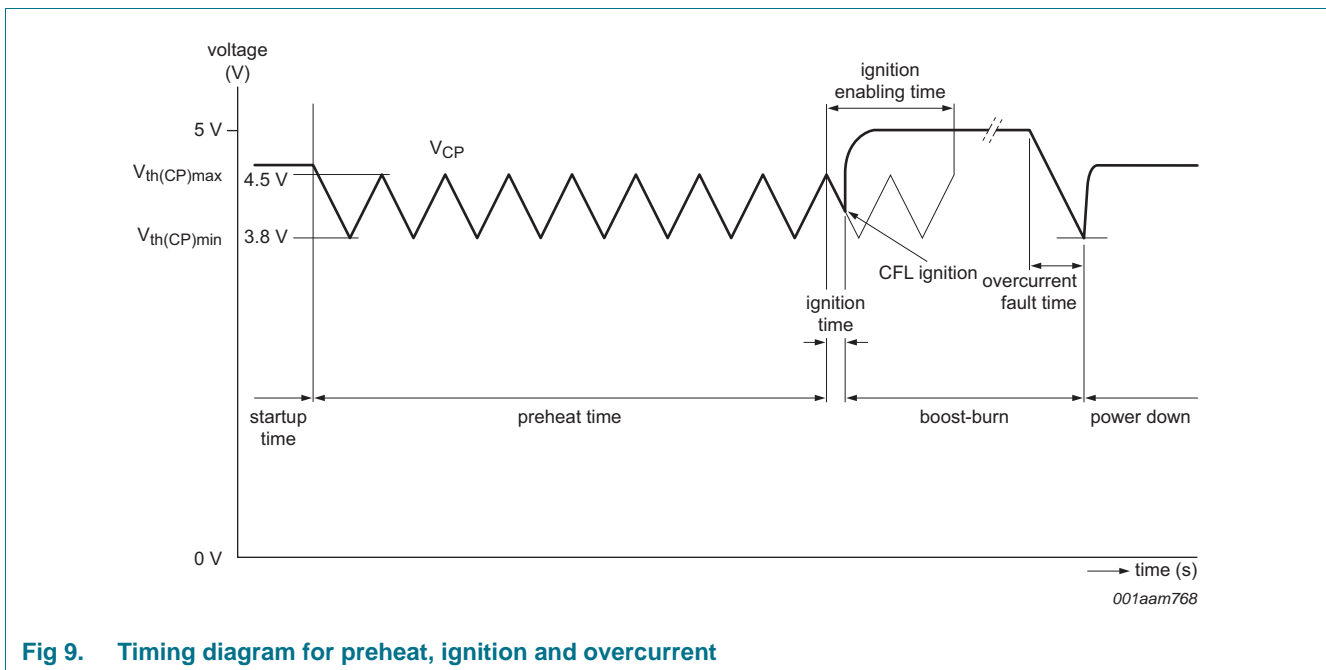 voltage
(V)
5 V
Vth(CP)max
4.5 V
Vth(CP)min
3.8 V
0 V
VCP
ignition
enabling time
CFL ignition
ignition
time
overcurrent
fault time
startup
time
preheat time
boost-burn
power down
time (s)
001aam768
Fig 9. Timing diagram for preheat, ignition and overcurrent